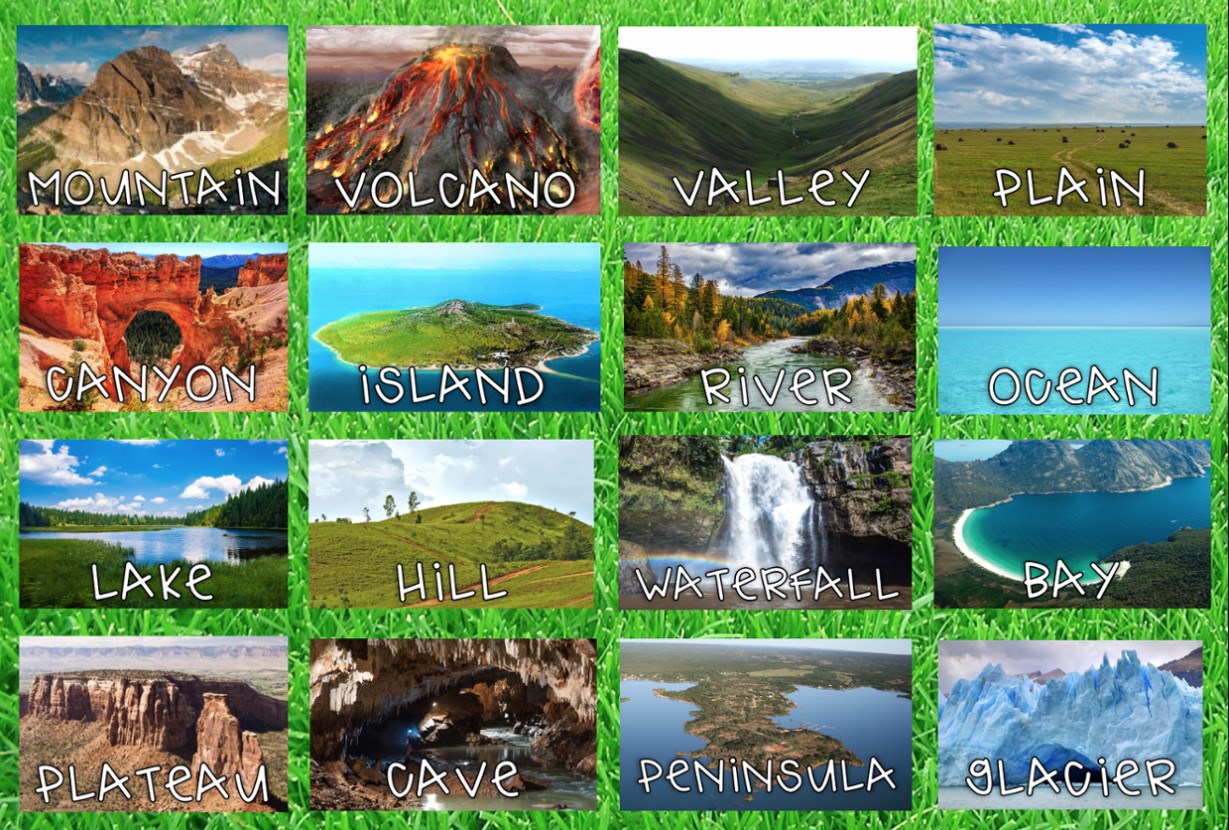 MOUNTAiN
VOLCANO
VALLeY
PLAiN
CANYON
iSLAND
RiVER
OCeAN
LAKe
HiLL
WATeRFALL
BAY
PLATeAU
CAVe
PeNiNSULA
gLACieR